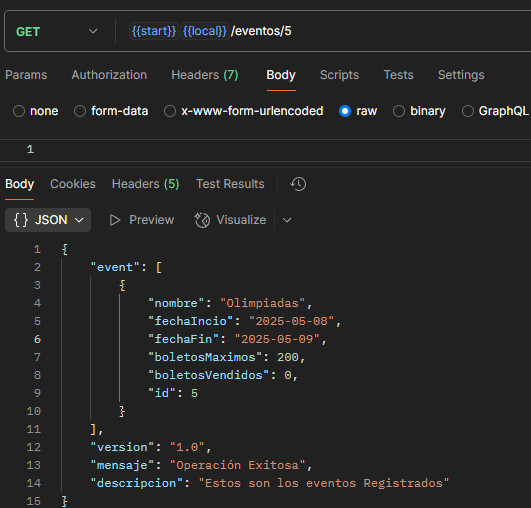 GET {{start}} {{local}}/eventos/5
Params Authorization Headers (7) Body Scripts Tests Settings
none form-data x-www-form-urlencoded raw binary GraphQL
1
Body Cookies Headers (5) Test Results
{} JSON Preview Visualize
1 {
2 "event": [
3 {
4 "nombre": "Olimpiadas",
5 "fechaIncio": "2025-05-08",
6 "fechaFin": "2025-05-09",
7 "boletosMaximos": 200,
8 "boletosVendidos": 0,
9 "id": 5
10 }
11 ],
12 "version": "1.0",
13 "mensaje": "Operación Exitosa",
14 "descripcion": "Estos son los eventos Registrados"
15 }